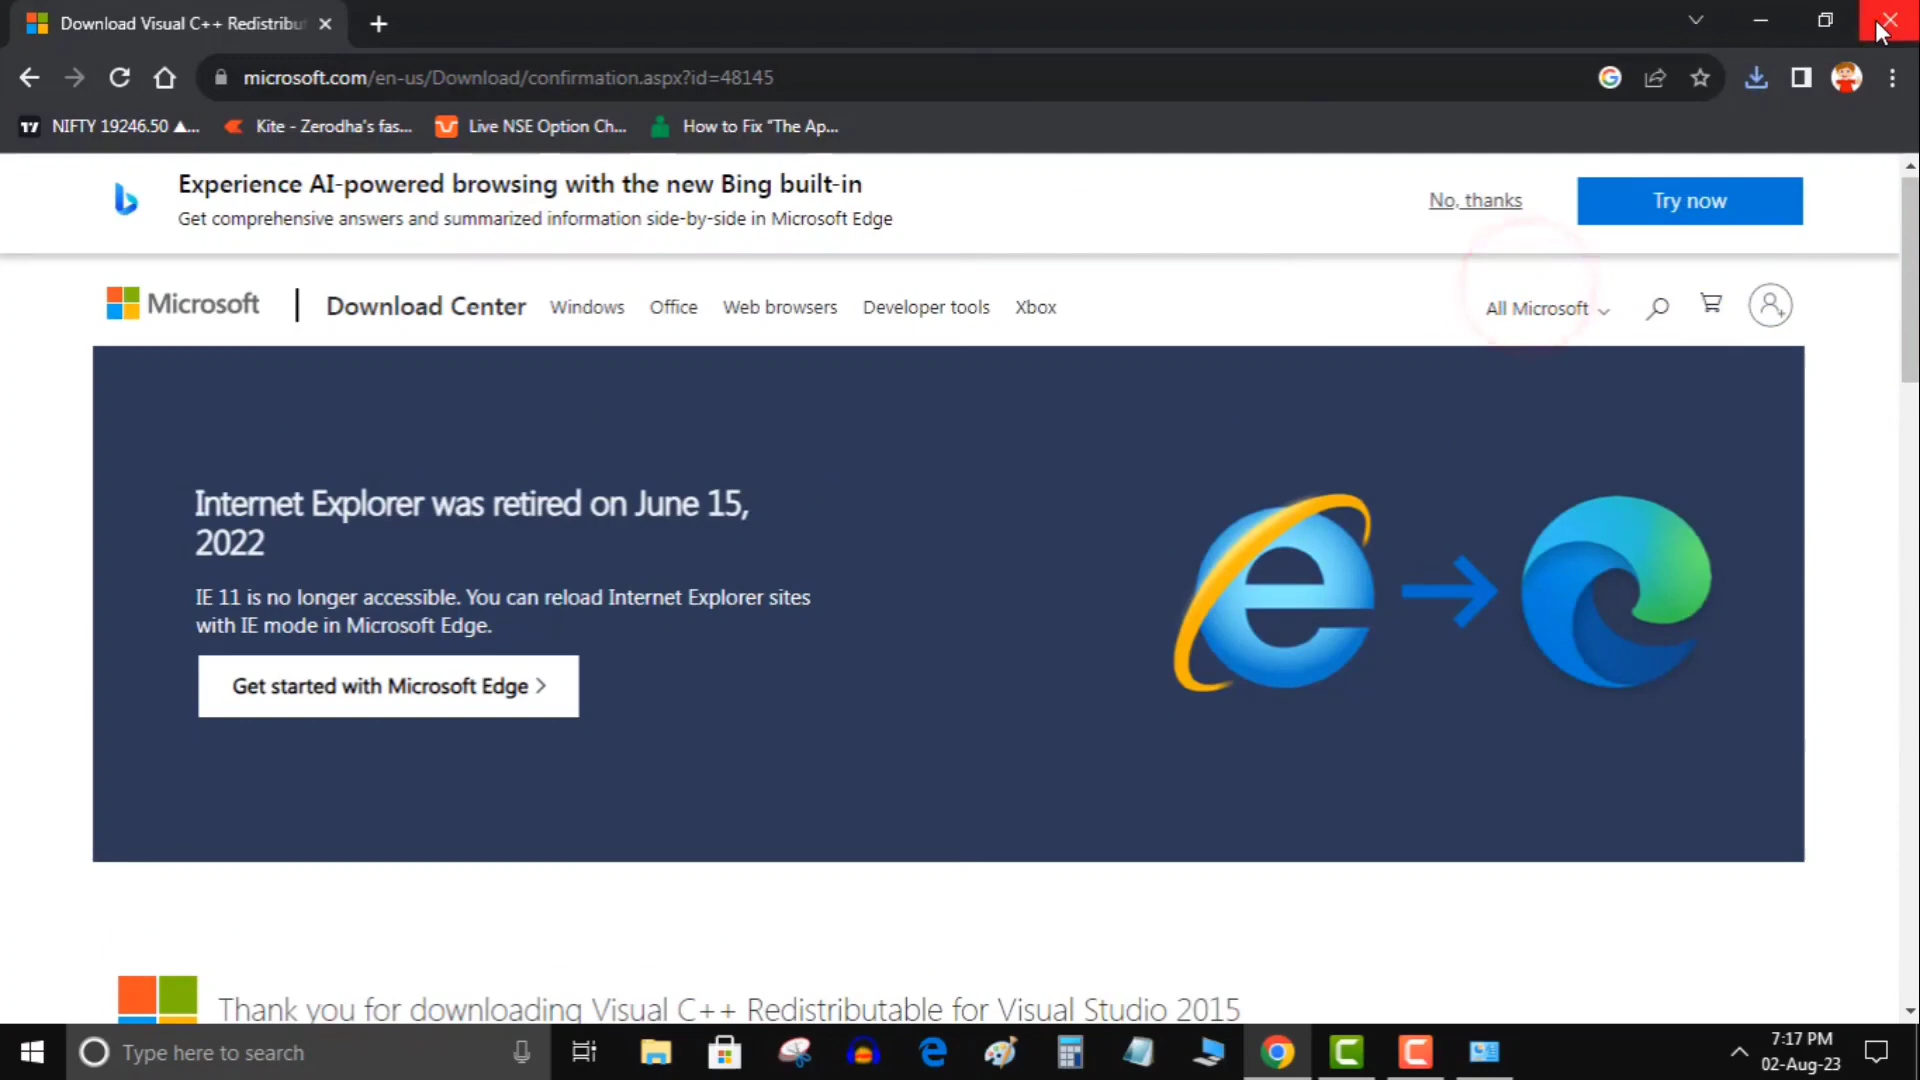 Download Visual C++ Redistribu
microsoft.com/en-us/Download/confirmation.aspx?id=48145
NIFTY 19246.50 ▲... Kite - Zerodha's fas... Live NSE Option Ch... How to Fix "The Ap...
Experience AI-powered browsing with the new Bing built-in
Get comprehensive answers and summarized information side-by-side in Microsoft Edge
No, thanks
Try now
Microsoft | Download Center Windows Office Web browsers Developer tools Xbox All Microsoft
Internet Explorer was retired on June 15,
2022
IE 11 is no longer accessible. You can reload Internet Explorer sites
with IE mode in Microsoft Edge.
Get started with Microsoft Edge >
Thank you for downloading Visual C++ Redistributable for Visual Studio 2015
Type here to search
7:17 PM
02-Aug-23